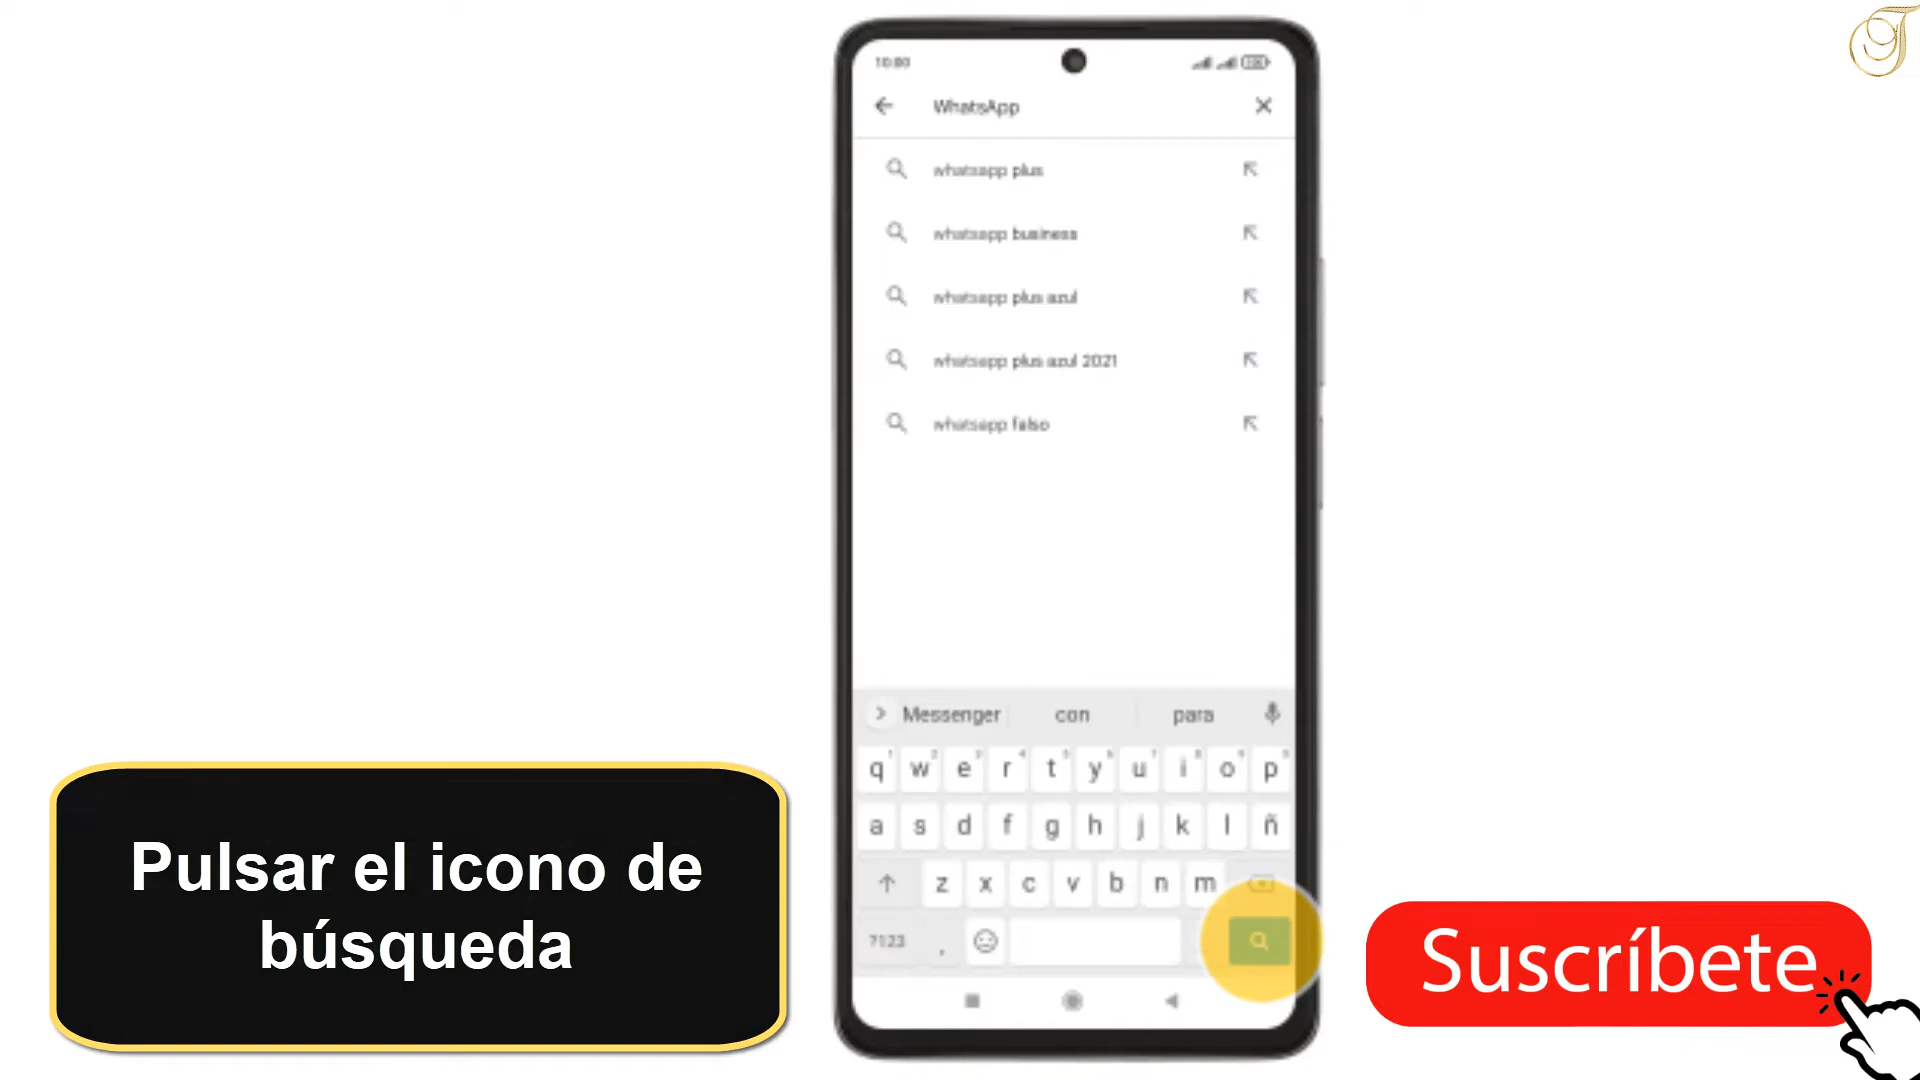 10:00
WhatsApp
whatsapp plus
whatsapp business
whatsapp plus azul
whatsapp plus azul 2021
whatsapp falso
Messenger con para
q w e r t y u i o p
a s d f g h j k l ñ
z x c v b n m
?123 ,
Pulsar el icono de
búsqueda
Suscríbete